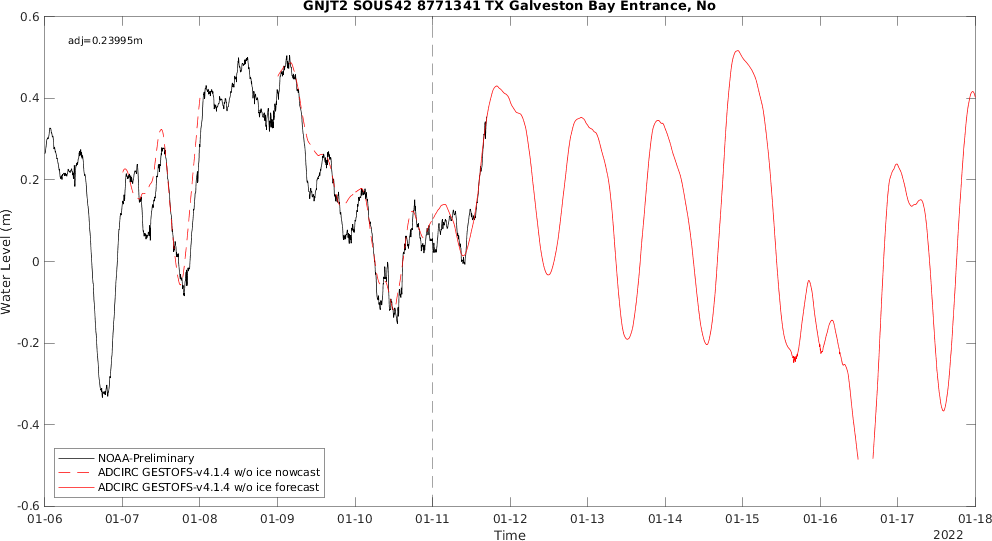 GNJT2 SOUS42 8771341 TX Galveston Bay Entrance, No
adj=0.23995m
0.6
0.4
0.2
0
-0.2
-0.4
-0.6
Water Level (m)
NOAA-Preliminary
ADCIRC GESTOFS-v4.1.4 w/o ice nowcast
ADCIRC GESTOFS-v4.1.4 w/o ice forecast
01-06 01-07 01-08 01-09 01-10 01-11 01-12 01-13 01-14 01-15 01-16 01-17 01-18
Time
2022